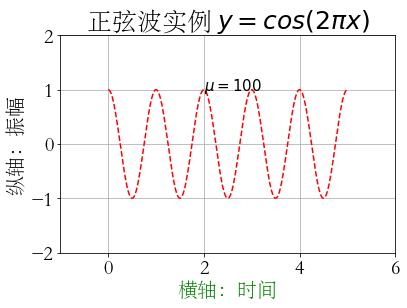 正弦波实例 y = cos(2πx)
纵轴：振幅
2
1
0
−1
−2
μ = 100
0 2 4 6
横轴：时间